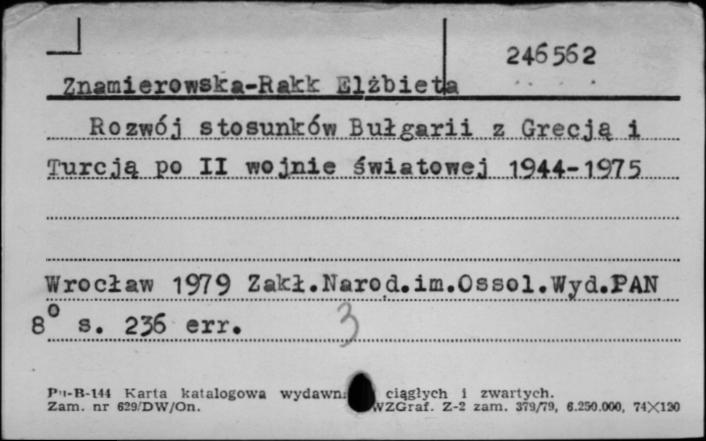 246562
Znamierowska-Rakk Elżbieta
Rozwój stosunków Bułgarii z Grecją i
Turcją po II wojnie światowej 1944-1975
Wrocław 1979 Zakł.Narod.im.Ossol.Wyd.PAN
8° s. 236 err. 3
Pu-B-144 Karta katalogowa wydawn. ciągłych i zwartych.
Zam. nr 629/DW/On. WZGraf. Z-2 zam. 379/79, 6.250.000, 74×120